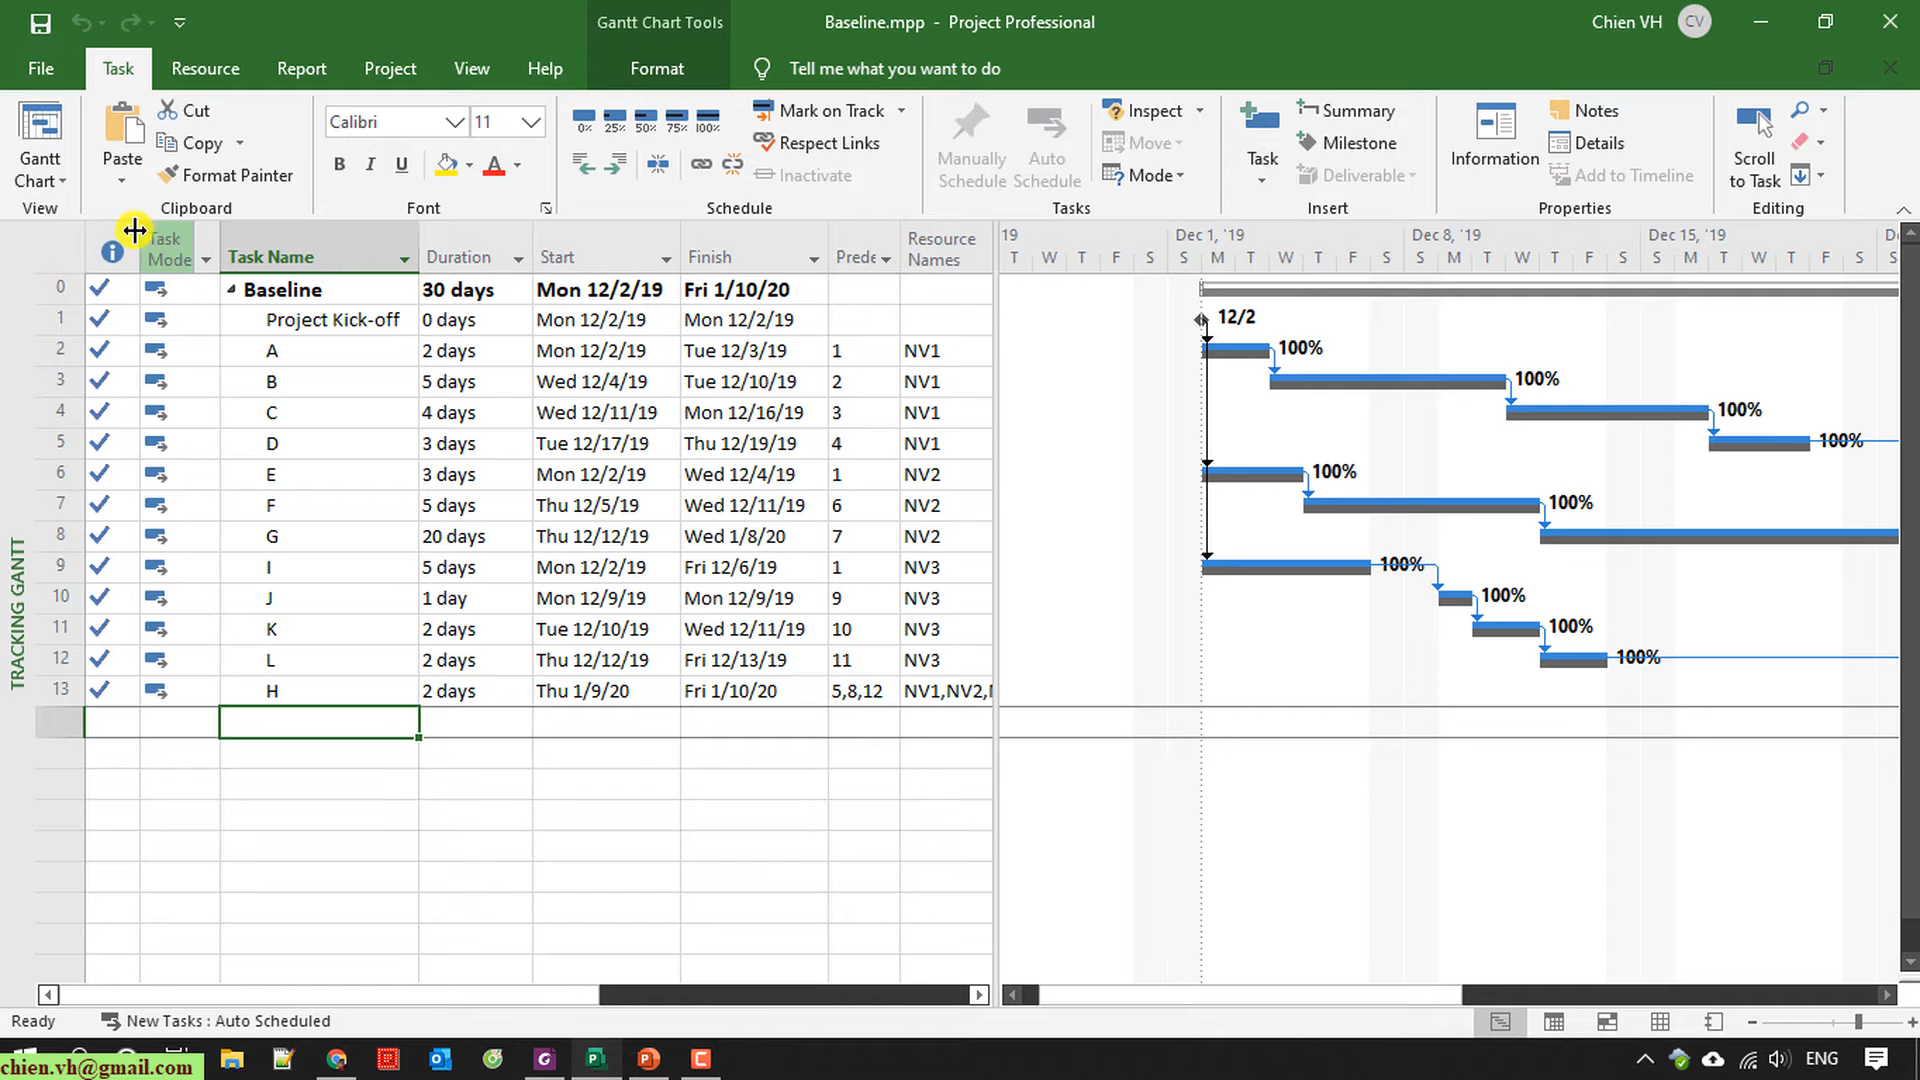 Gantt Chart Tools
Baseline.mpp - Project Professional
Chien VH
CV
File
Task
Resource
Report
Project
View
Help
Format
Tell me what you want to do
Gantt
Chart
View
Paste
Cut
Copy
Format Painter
Clipboard
Calibri
11
B I U
A
Font
0% 25% 50% 75% 100%
Mark on Track
Respect Links
Inactivate
Schedule
Manually
Schedule
Auto
Schedule
Inspect
Move
Mode
Tasks
Task
Summary
Milestone
Deliverable
Insert
Information
Notes
Details
Add to Timeline
Properties
Scroll
to Task
Editing
Task
Mode
Task Name
Duration
Start
Finish
Prede
Resource
Names
19
Dec 1, '19
Dec 8, '19
Dec 15, '19
T W T F S S M T W T F S S M T W T F S S M T W T F S S
0 Baseline 30 days Mon 12/2/19 Fri 1/10/20
1 Project Kick-off 0 days Mon 12/2/19 Mon 12/2/19 12/2
2 A 2 days Mon 12/2/19 Tue 12/3/19 1 NV1 100%
3 B 5 days Wed 12/4/19 Tue 12/10/19 2 NV1 100%
4 C 4 days Wed 12/11/19 Mon 12/16/19 3 NV1 100%
5 D 3 days Tue 12/17/19 Thu 12/19/19 4 NV1 100%
6 E 3 days Mon 12/2/19 Wed 12/4/19 1 NV2 100%
7 F 5 days Thu 12/5/19 Wed 12/11/19 6 NV2 100%
8 G 20 days Thu 12/12/19 Wed 1/8/20 7 NV2
9 I 5 days Mon 12/2/19 Fri 12/6/19 1 NV3 100%
10 J 1 day Mon 12/9/19 Mon 12/9/19 9 NV3 100%
11 K 2 days Tue 12/10/19 Wed 12/11/19 10 NV3 100%
12 L 2 days Thu 12/12/19 Fri 12/13/19 11 NV3 100%
13 H 2 days Thu 1/9/20 Fri 1/10/20 5,8,12 NV1,NV2,
TRACKING GANTT
Ready
New Tasks : Auto Scheduled
chien.vh@gmail.com
ENG